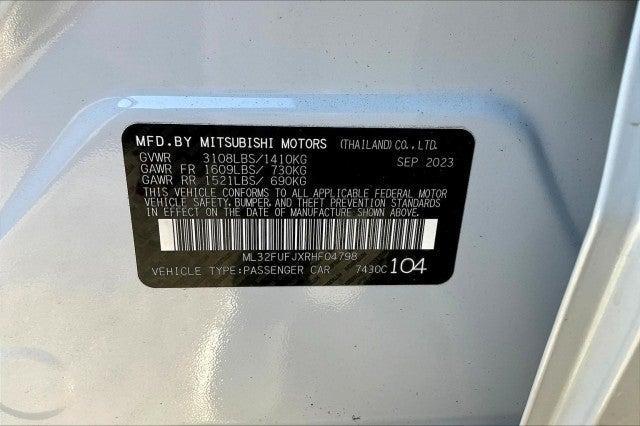 MFD.BY MITSUBISHI MOTORS (THAILAND) CO., LTD.
GVWR 3108LBS/1410KG SEP 2023
GAWR FR 1609LBS/ 730KG
GAWR RR 1521LBS/ 690KG
THIS VEHICLE CONFORMS TO ALL APPLICABLE FEDERAL MOTOR
VEHICLE SAFETY, BUMPER, AND THEFT PREVENTION STANDARDS
IN EFFECT ON THE DATE OF MANUFACTURE SHOWN ABOVE.
ML32FUFJXRHF04798
VEHICLE TYPE:PASSENGER CAR 7430C 104